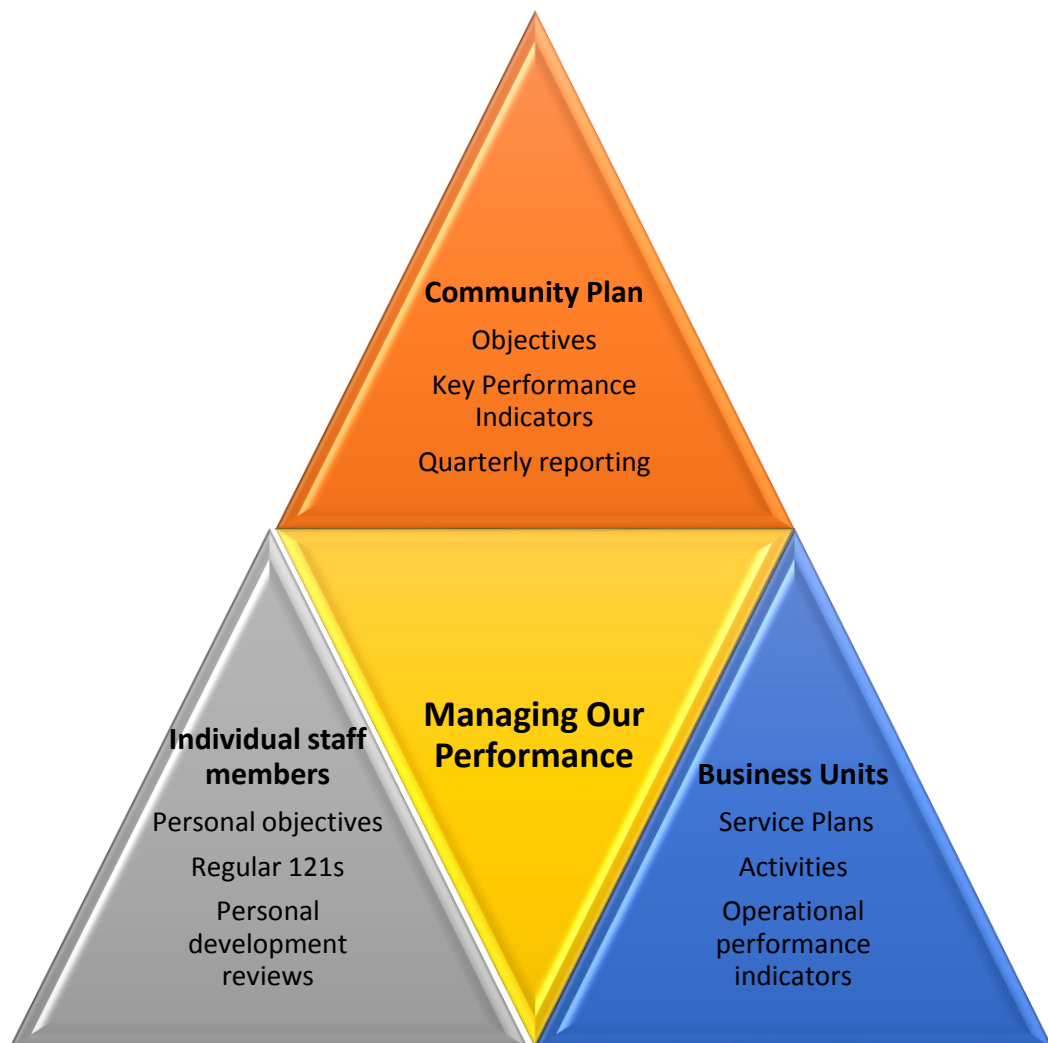 Community Plan
Objectives
Key Performance
Indicators
Quarterly reporting
Managing Our
Performance
Individual staff
members
Personal objectives
Regular 121s
Personal
development
reviews
Business Units
Service Plans
Activities
Operational
performance
indicators